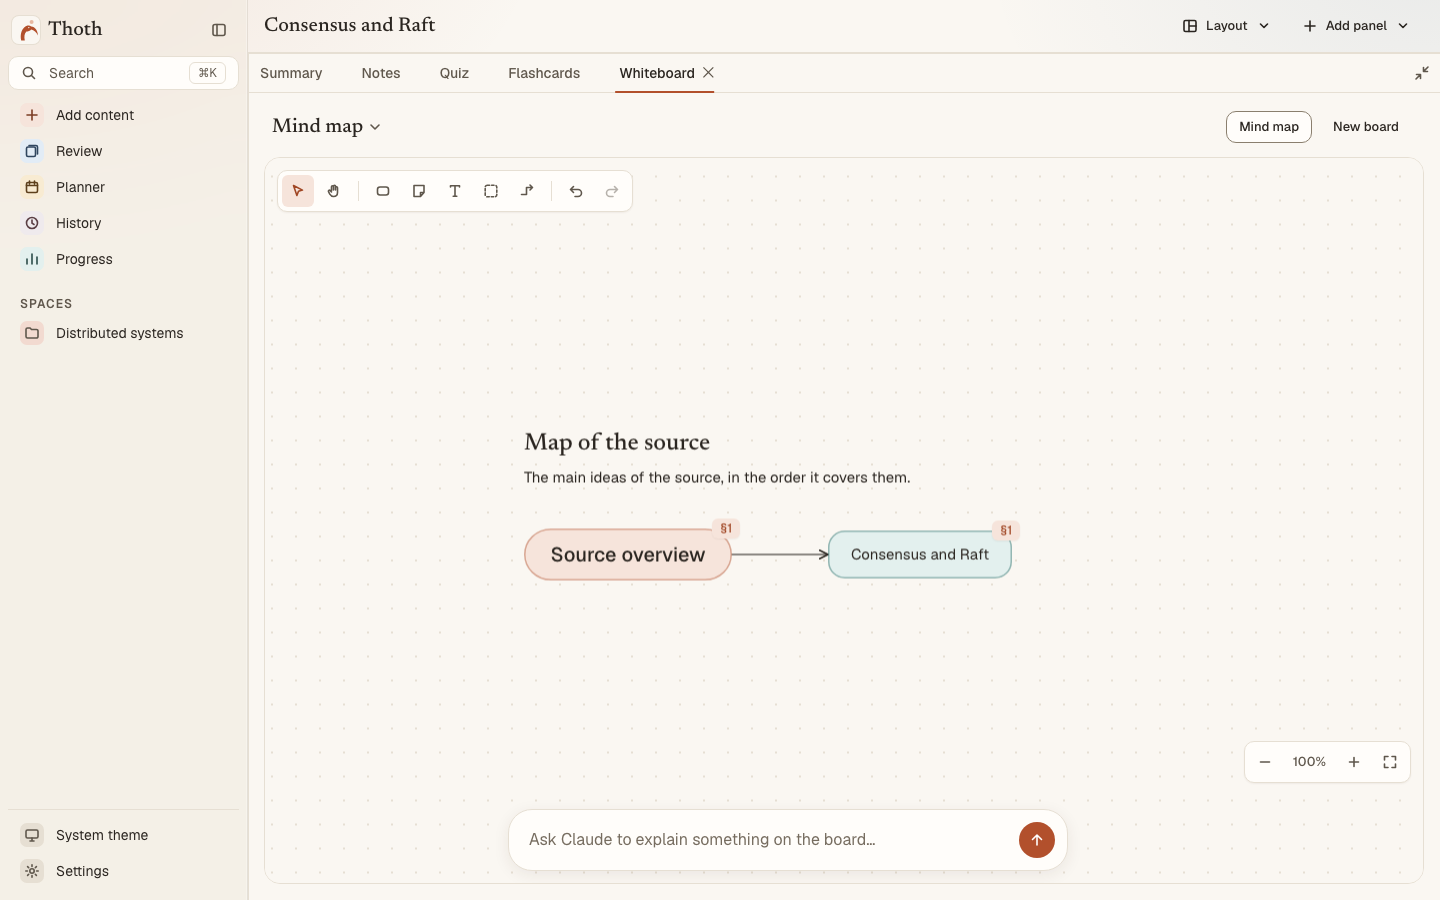 Thoth
Search
⌘K
Add content
Review
Planner
History
Progress
SPACES
Distributed systems
System theme
Settings
Consensus and Raft
Layout
Add panel
Summary
Notes
Quiz
Flashcards
Whiteboard
Mind map
Mind map
New board
Map of the source
The main ideas of the source, in the order it covers them.
§1
Source overview
§1
Consensus and Raft
100%
Ask Claude to explain something on the board...